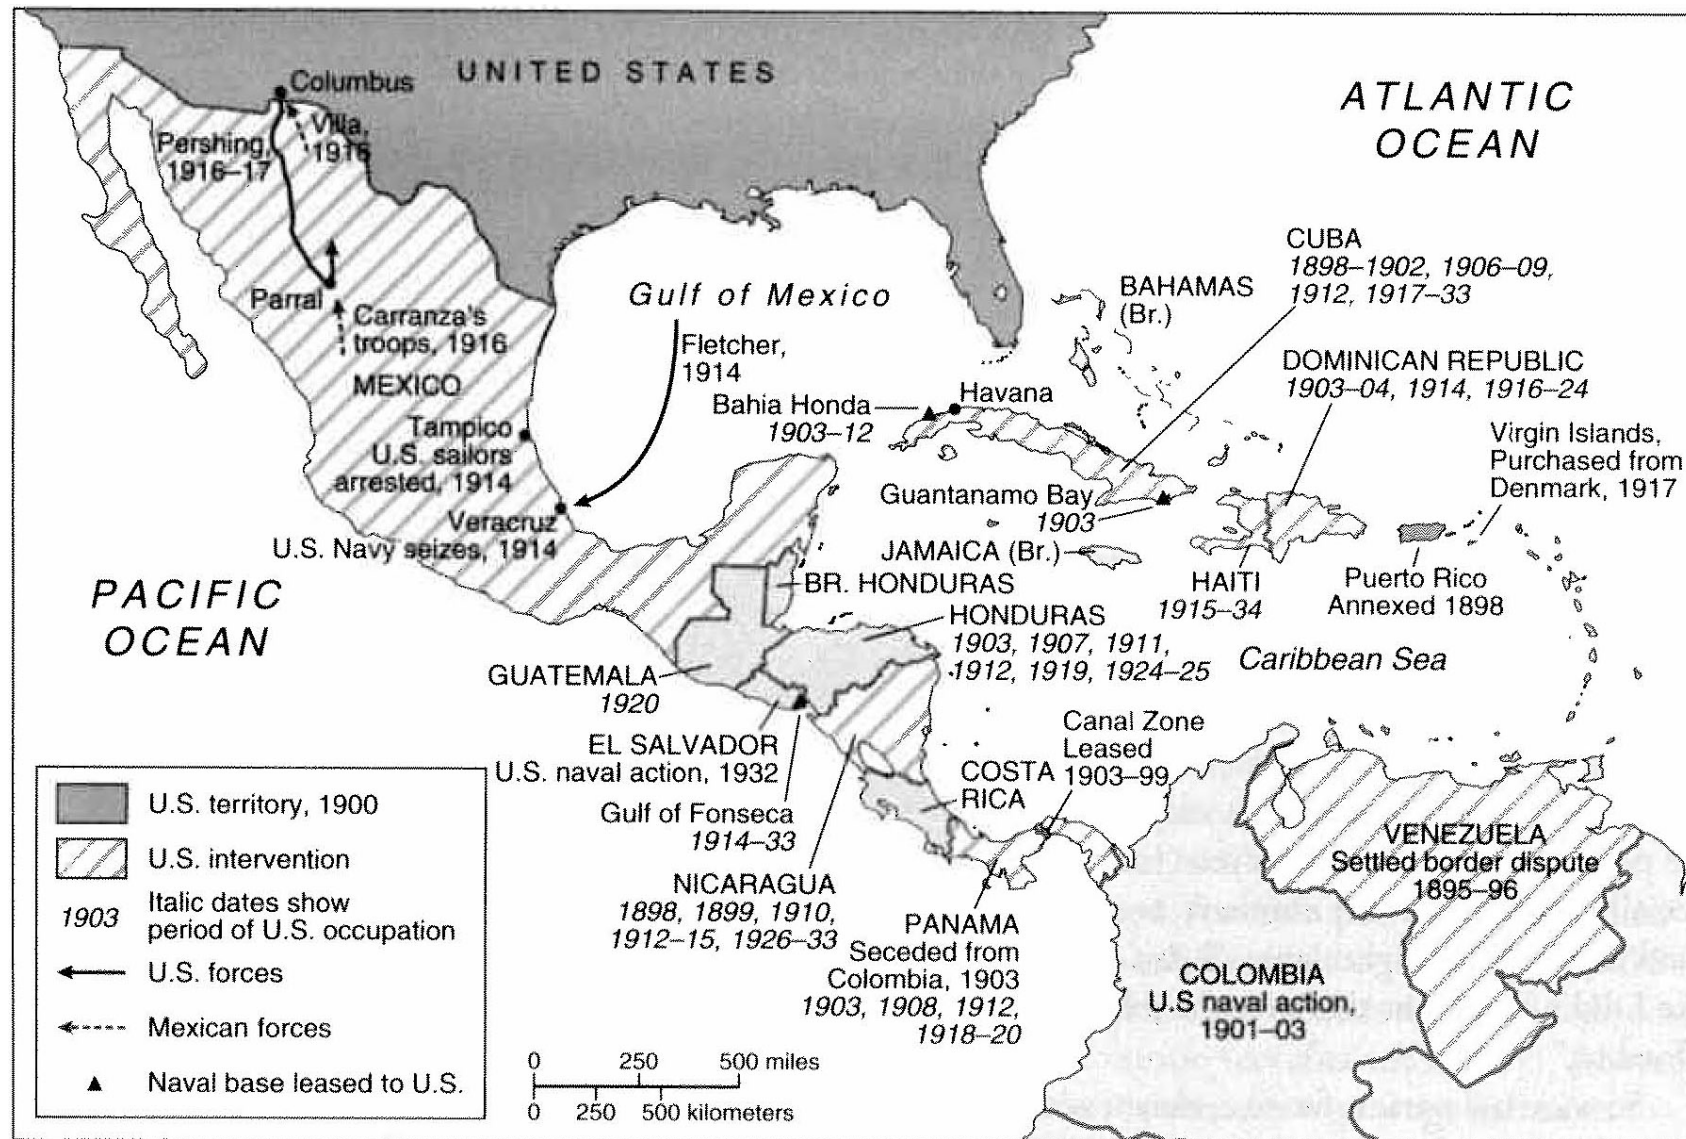 UNITED STATES
Columbus
Villa,
1916
Pershing,
1916–17
ATLANTIC
OCEAN
Parral
Carranza's
troops, 1916
MEXICO
Gulf of Mexico
Fletcher,
1914
BAHAMAS
(Br.)
CUBA
1898–1902, 1906–09,
1912, 1917–33
DOMINICAN REPUBLIC
1903–04, 1914, 1916–24
Bahia Honda
1903–12
Havana
Tampico
U.S. sailors
arrested, 1914
Veracruz
U.S. Navy seizes, 1914
Virgin Islands,
Purchased from
Denmark, 1917
Guantanamo Bay
1903
JAMAICA (Br.)
HAITI
1915–34
Puerto Rico
Annexed 1898
PACIFIC
OCEAN
BR. HONDURAS
HONDURAS
1903, 1907, 1911,
1912, 1919, 1924–25
Caribbean Sea
GUATEMALA
1920
EL SALVADOR
U.S. naval action, 1932
Gulf of Fonseca
1914–33
NICARAGUA
1898, 1899, 1910,
1912–15, 1926–33
COSTA
RICA
Canal Zone
Leased
1903–99
PANAMA
Seceded from
Colombia, 1903
1903, 1908, 1912,
1918–20
VENEZUELA
Settled border dispute
1895–96
COLOMBIA
U.S naval action,
1901–03
U.S. territory, 1900
U.S. intervention
1903
Italic dates show
period of U.S. occupation
U.S. forces
Mexican forces
Naval base leased to U.S.
0 250 500 miles
0 250 500 kilometers